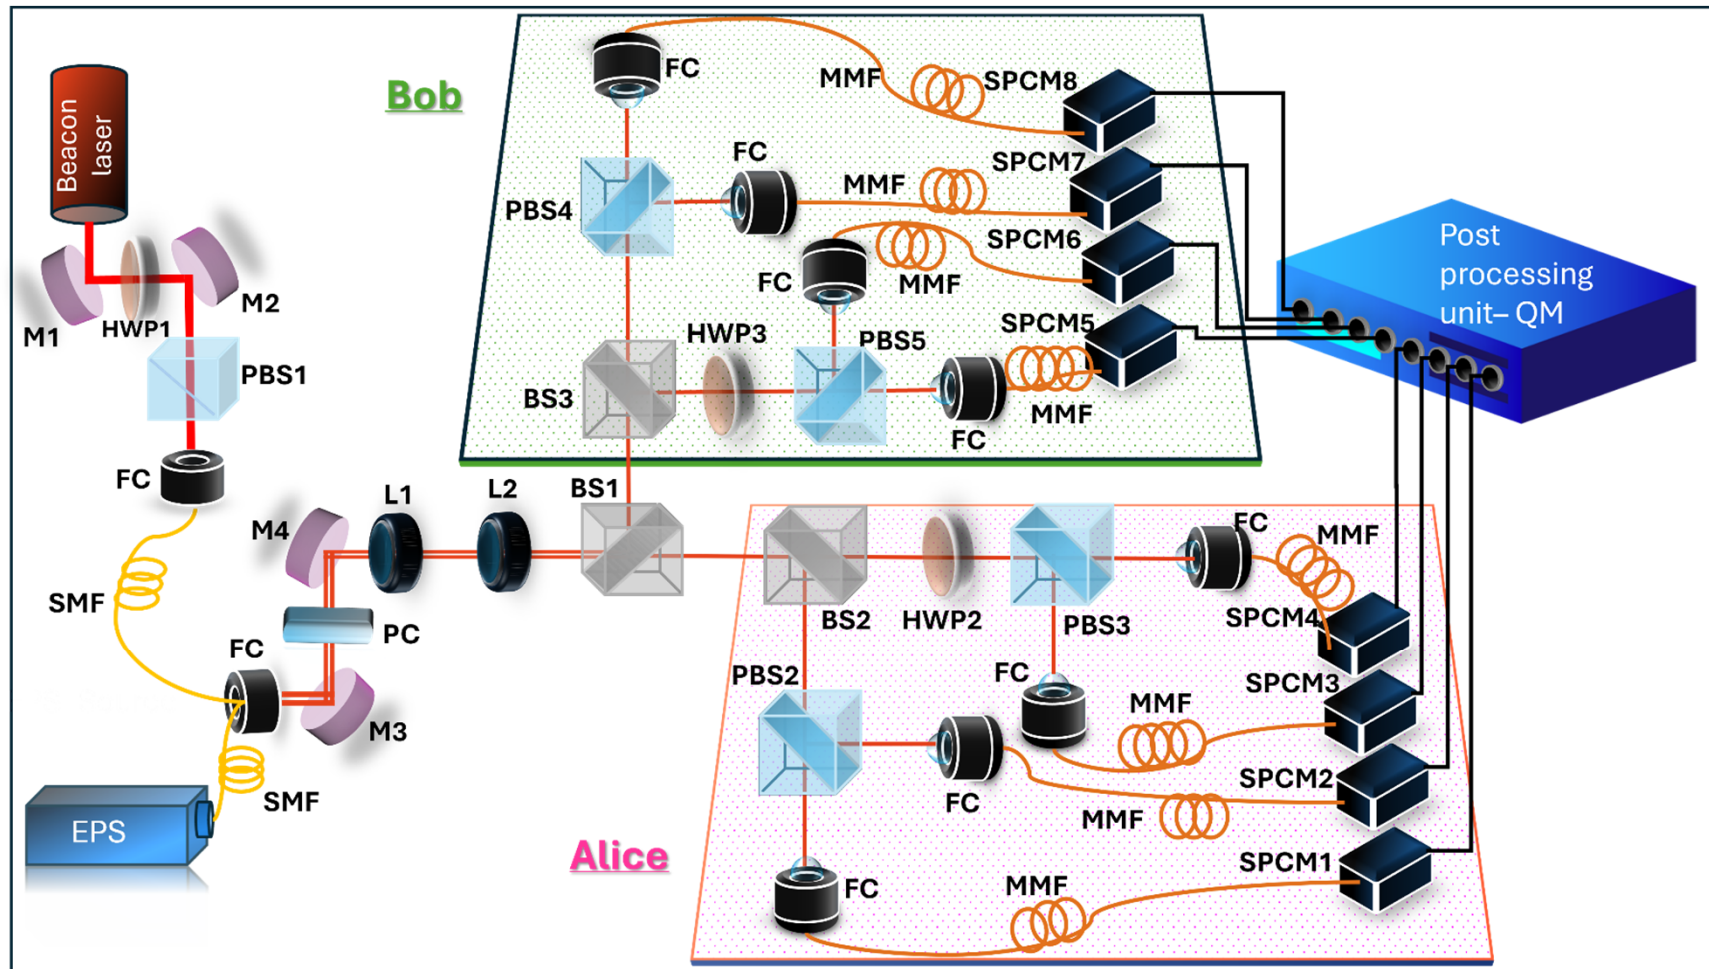 Beacon
laser
M1
HWP1
M2
PBS1
FC
SMF
M4
L1
L2
PC
FC
M3
SMF
EPS
BS1
Bob
FC
MMF
SPCM8
PBS4
FC
MMF
SPCM7
SPCM6
FC
MMF
BS3
HWP3
PBS5
SPCM5
FC
MMF
Post
processing
unit– QM
BS2
HWP2
PBS3
FC
MMF
SPCM4
PBS2
FC
MMF
SPCM3
FC
MMF
SPCM2
Alice
FC
MMF
SPCM1